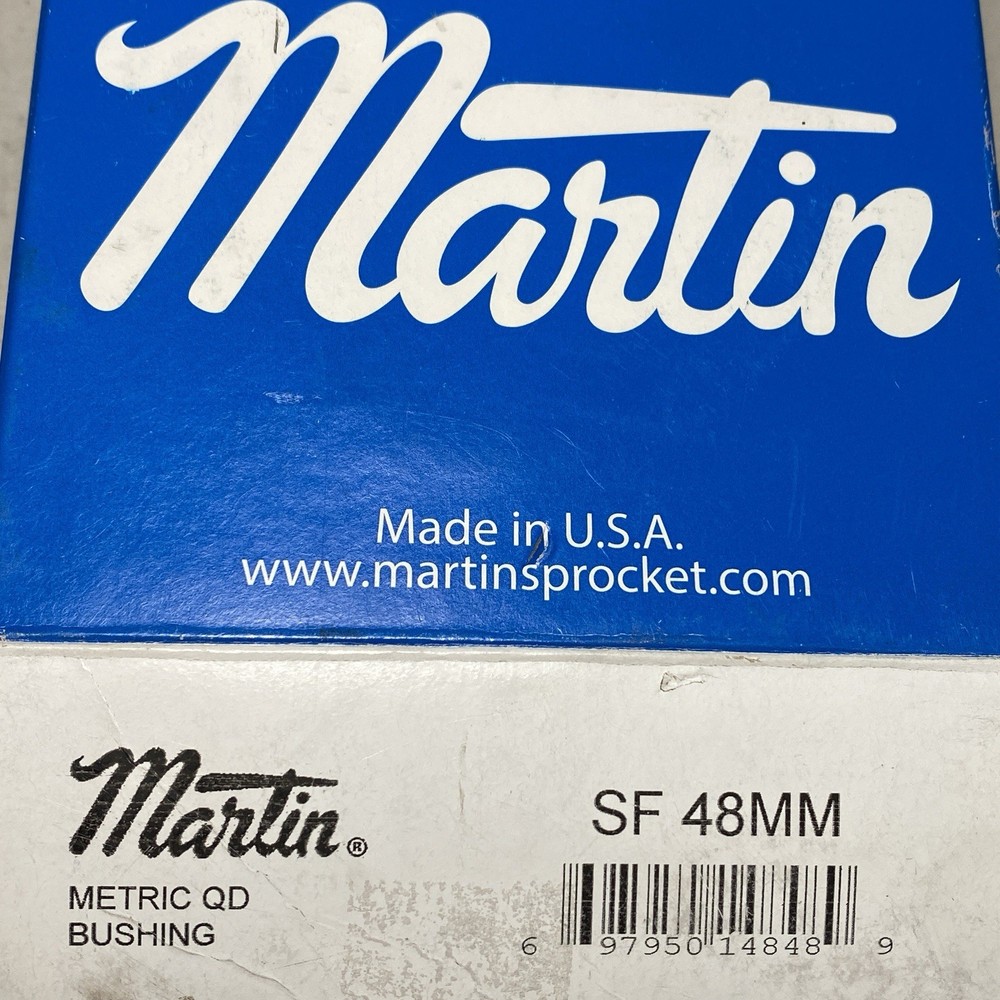 Martin
Made in U.S.A.
www.martinsprocket.com
Martin®
METRIC QD
BUSHING
SF 48MM
6 97950 14848 9